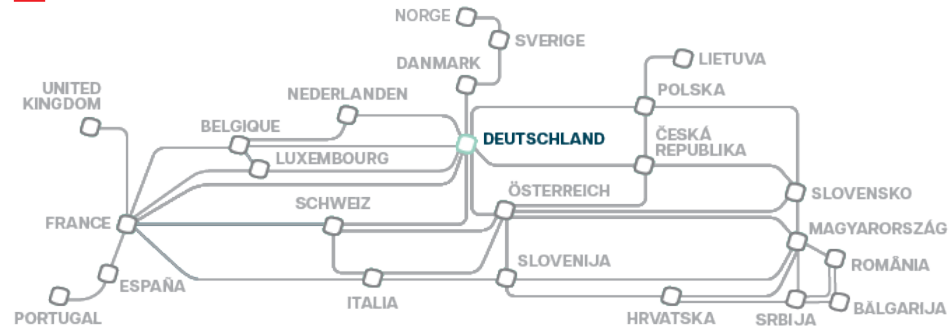 NORGE
SVERIGE
DANMARK
LIETUVA
UNITED
KINGDOM
NEDERLANDEN
POLSKA
BELGIQUE
DEUTSCHLAND
ČESKÁ
REPUBLIKA
LUXEMBOURG
ÖSTERREICH
SLOVENSKO
SCHWEIZ
FRANCE
MAGYARORSZÁG
SLOVENIJA
ROMÂNIA
ESPAÑA
ITALIA
PORTUGAL
HRVATSKA
SRBIJA
BĂLGARIJA